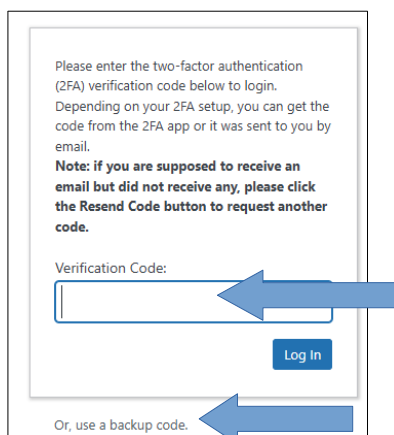 Please enter the two-factor authentication
(2FA) verification code below to login.
Depending on your 2FA setup, you can get the
code from the 2FA app or it was sent to you by
email.
Note: if you are supposed to receive an
email but did not receive any, please click
the Resend Code button to request another
code.
Verification Code:
Log In
Or, use a backup code.